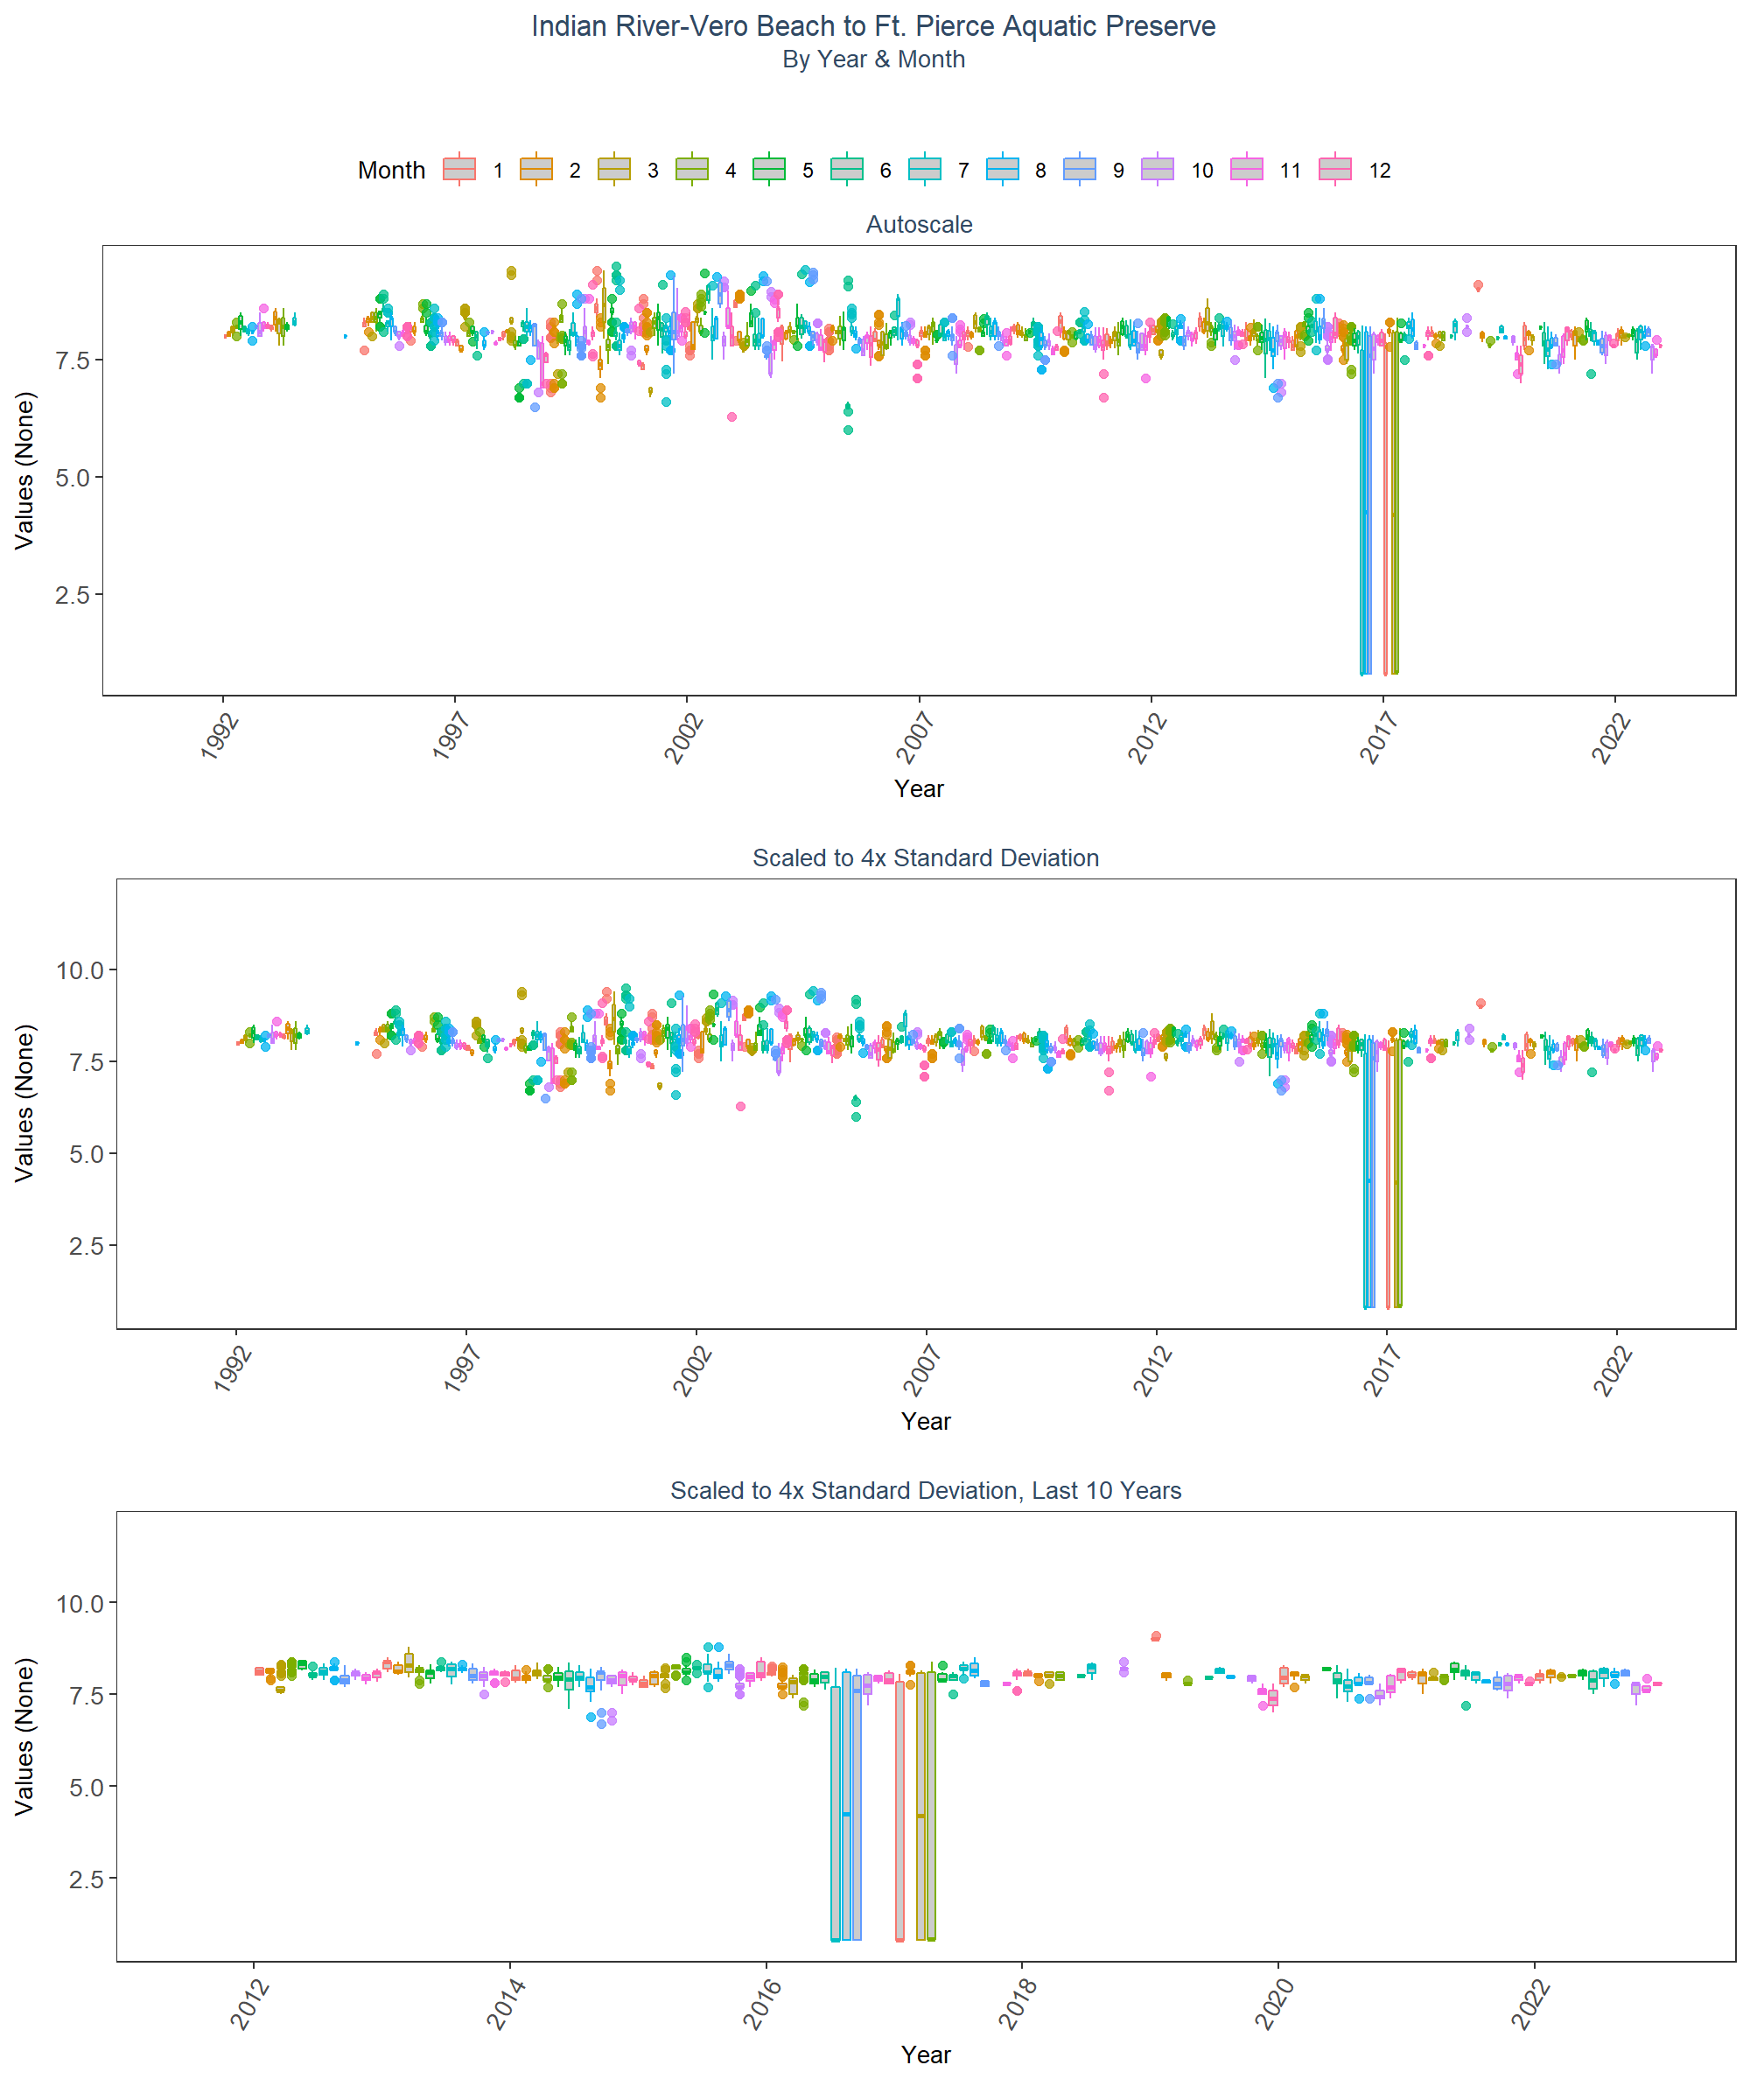 Indian River-Vero Beach to Ft. Pierce Aquatic Preserve
By Year & Month
Month 1 2 3 4 5 6 7 8 9 10 11 12
Autoscale
Values (None)
7.5
5.0
2.5
1992 1997 2002 2007 2012 2017 2022
Year
Scaled to 4x Standard Deviation
Values (None)
10.0
7.5
5.0
2.5
1992 1997 2002 2007 2012 2017 2022
Year
Scaled to 4x Standard Deviation, Last 10 Years
Values (None)
10.0
7.5
5.0
2.5
2012 2014 2016 2018 2020 2022
Year